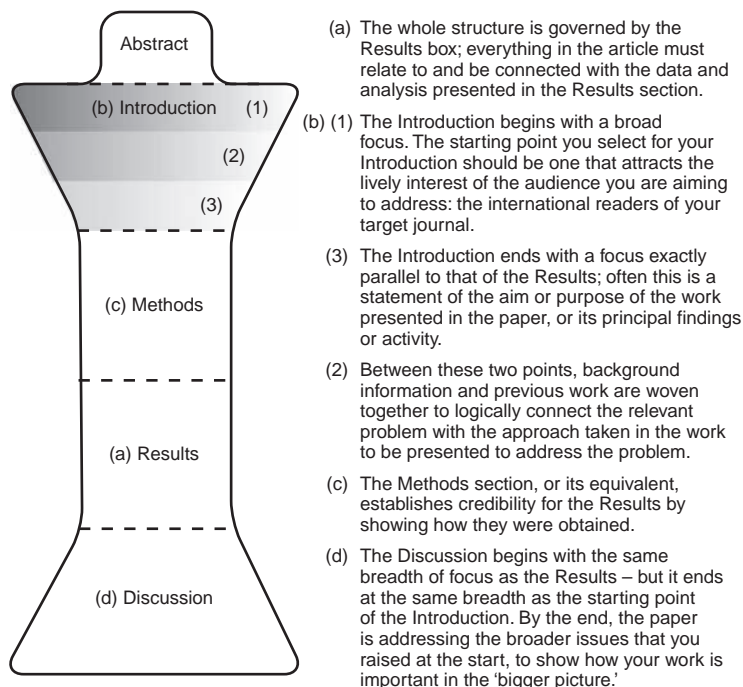 Abstract
(b) Introduction (1)
(2)
(3)
(c) Methods
(a) Results
(d) Discussion
(a) The whole structure is governed by the
Results box; everything in the article must
relate to and be connected with the data and
analysis presented in the Results section.
(b) (1) The Introduction begins with a broad
focus. The starting point you select for your
Introduction should be one that attracts the
lively interest of the audience you are aiming
to address: the international readers of your
target journal.
(3) The Introduction ends with a focus exactly
parallel to that of the Results; often this is a
statement of the aim or purpose of the work
presented in the paper, or its principal findings
or activity.
(2) Between these two points, background
information and previous work are woven
together to logically connect the relevant
problem with the approach taken in the work
to be presented to address the problem.
(c) The Methods section, or its equivalent,
establishes credibility for the Results by
showing how they were obtained.
(d) The Discussion begins with the same
breadth of focus as the Results – but it ends
at the same breadth as the starting point
of the Introduction. By the end, the paper
is addressing the broader issues that you
raised at the start, to show how your work is
important in the ‘bigger picture.’